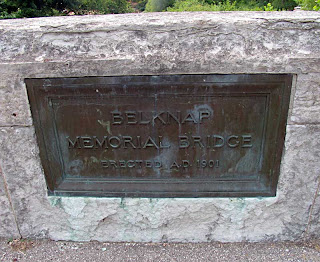 BELKNAP
MEMORIAL BRIDGE
ERECTED A.D. 1901